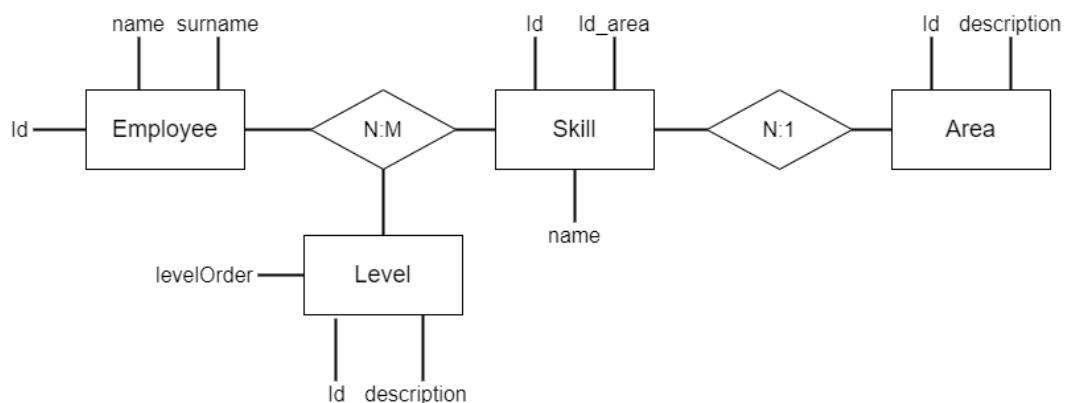 name surname
Id
Employee
N:M
Id Id_area
Skill
name
N:1
Id description
Area
levelOrder
Level
Id description